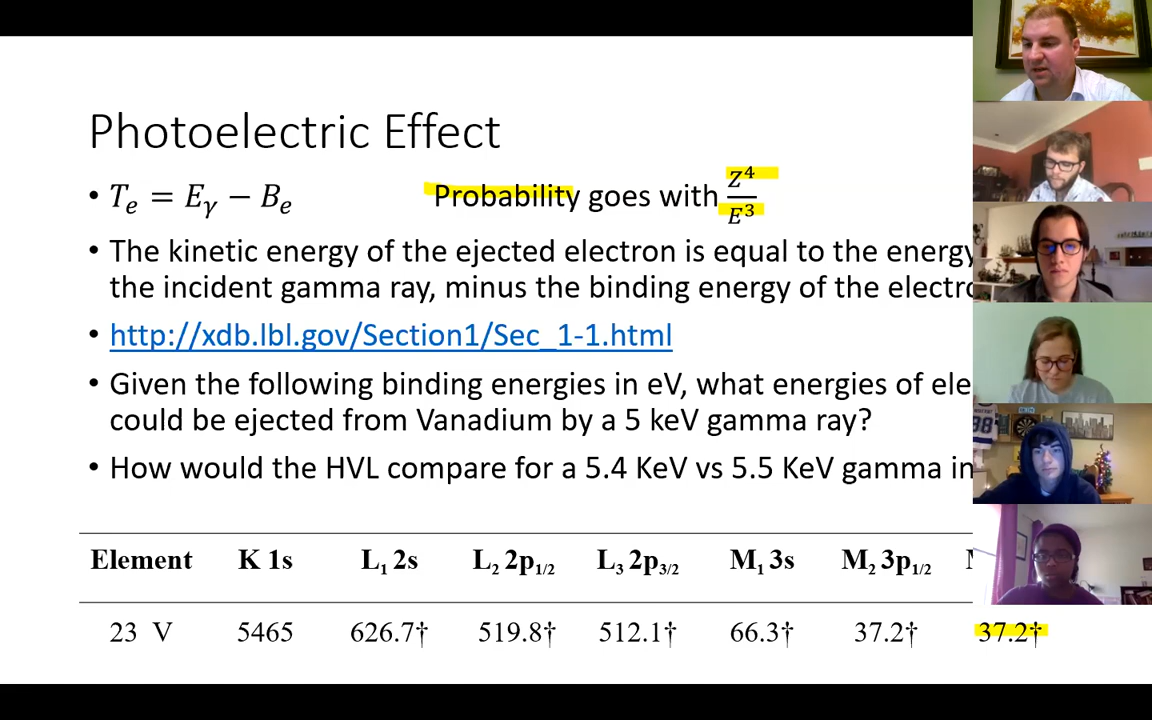 Photoelectric Effect
• Tₑ = Eᵧ − Bₑ Probability goes with Z⁴/E³
• The kinetic energy of the ejected electron is equal to the energy
the incident gamma ray, minus the binding energy of the
• http://xdb.lbl.gov/Section1/Sec_1-1.html
• Given the following binding energies in eV, what energies of
could be ejected from Vanadium by a 5 keV gamma ray?
• How would the HVL compare for a 5.4 KeV vs 5.5 KeV gamma in
Element K 1s L₁ 2s L₂ 2p₁/₂ L₃ 2p₃/₂ M₁ 3s M₂ 3p₁/₂
23 V 5465 626.7† 519.8† 512.1† 66.3† 37.2† 37.2†